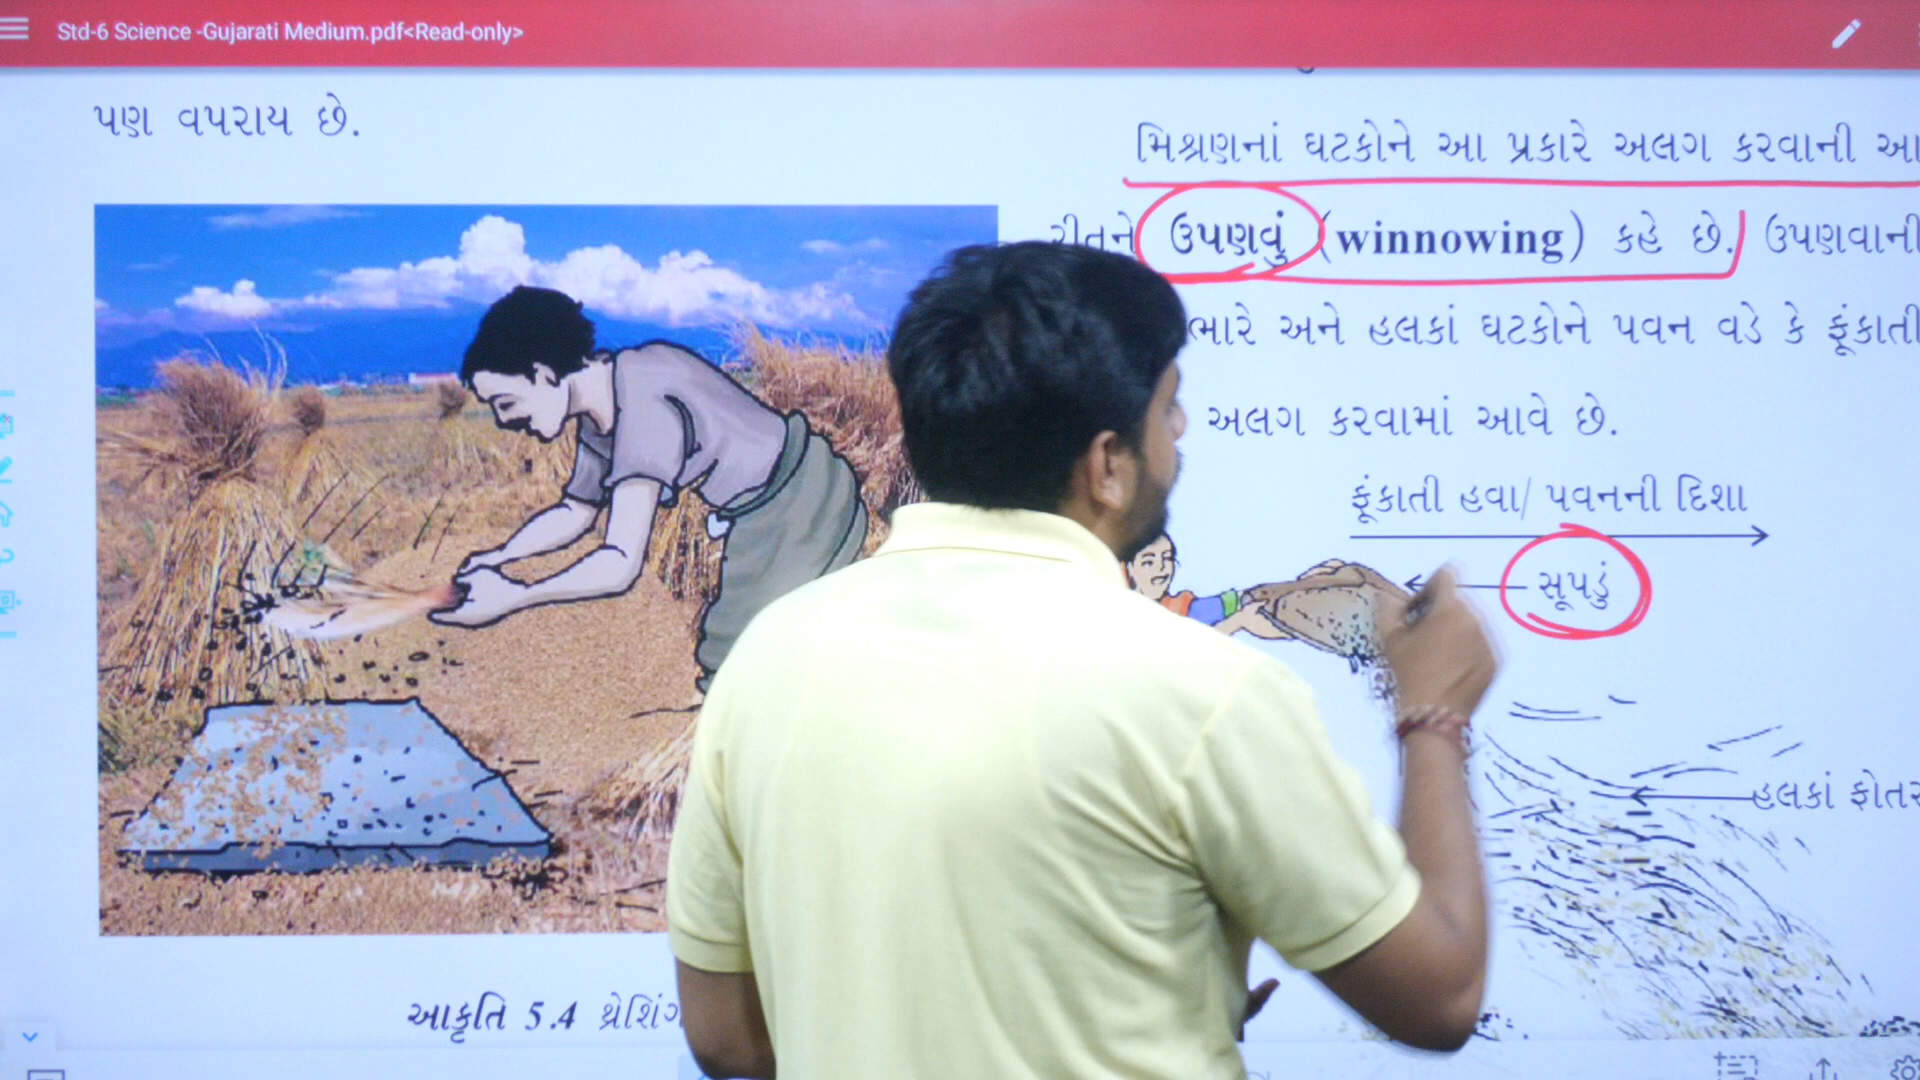 Std-6 Science -Gujarati Medium.pdf<Read-only>
પણ વપરાય છે.
આકૃતિ 5.4 થ્રેશિંગ
મિશ્રણનાં ઘટકોને આ પ્રકારે અલગ કરવાની આ
રીતને ઉપણવું (winnowing) કહે છે. ઉપણવાની
ભારે અને હલકાં ઘટકોને પવન વડે કે ફૂંકાતી
અલગ કરવામાં આવે છે.
ફૂંકાતી હવા/ પવનની દિશા
સૂપડું
હલકાં